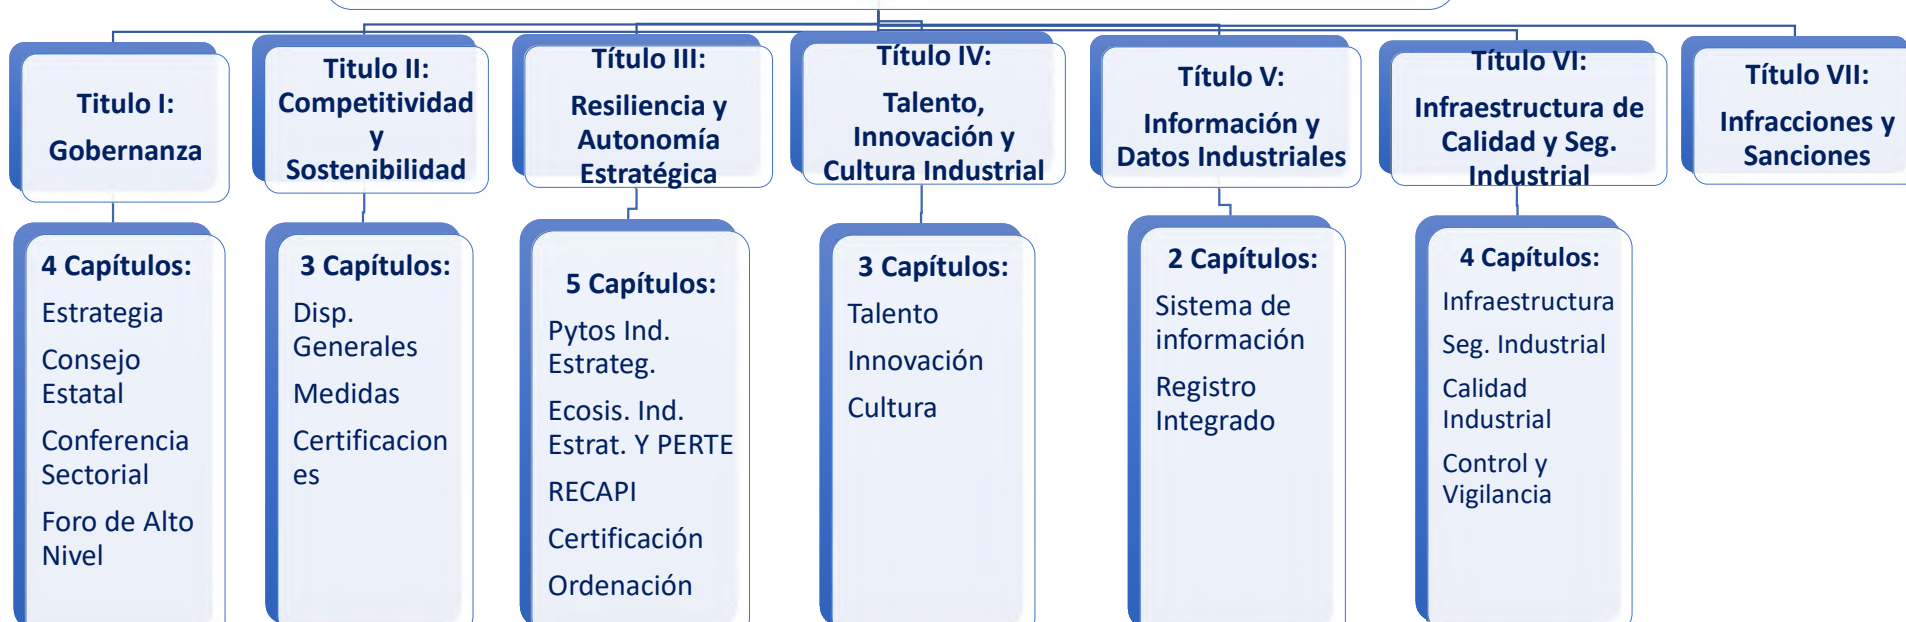 Titulo I:
Gobernanza
Titulo II:
Competitividad
y
Sostenibilidad
Título III:
Resiliencia y
Autonomía
Estratégica
Título IV:
Talento,
Innovación y
Cultura Industrial
Título V:
Información y
Datos Industriales
Título VI:
Infraestructura de
Calidad y Seg.
Industrial
Título VII:
Infracciones y
Sanciones
4 Capítulos:
Estrategia
Consejo
Estatal
Conferencia
Sectorial
Foro de Alto
Nivel
3 Capítulos:
Disp.
Generales
Medidas
Certificacion
es
5 Capítulos:
Pytos Ind.
Estrateg.
Ecosis. Ind.
Estrat. Y PERTE
RECAPI
Certificación
Ordenación
3 Capítulos:
Talento
Innovación
Cultura
2 Capítulos:
Sistema de
información
Registro
Integrado
4 Capítulos:
Infraestructura
Seg. Industrial
Calidad
Industrial
Control y
Vigilancia